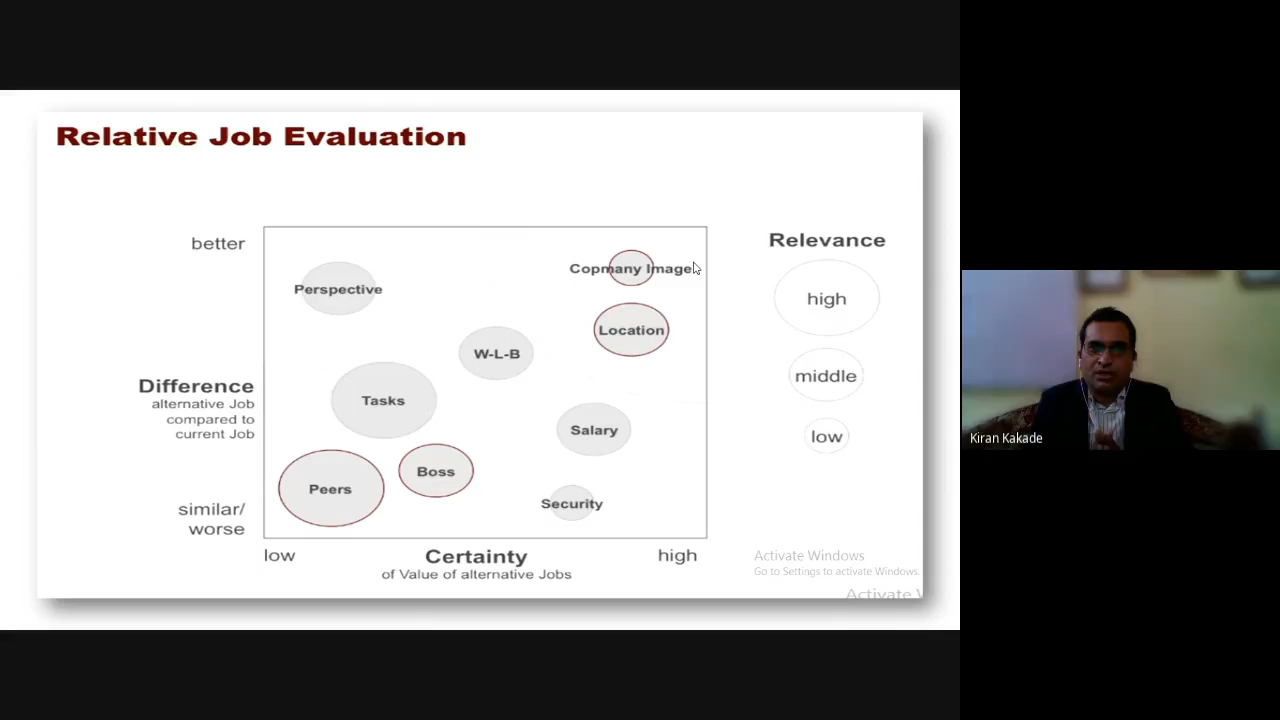 Relative Job Evaluation
better
Perspective
Copmany Image
Location
W-L-B
Difference
alternative Job
compared to
current Job
Tasks
Salary
Boss
Peers
Security
similar/
worse
low
Certainty
high
of Value of alternative Jobs
Relevance
high
middle
low
Activate Windows
Go to Settings to activate Windows.
Activate
Kiran Kakade